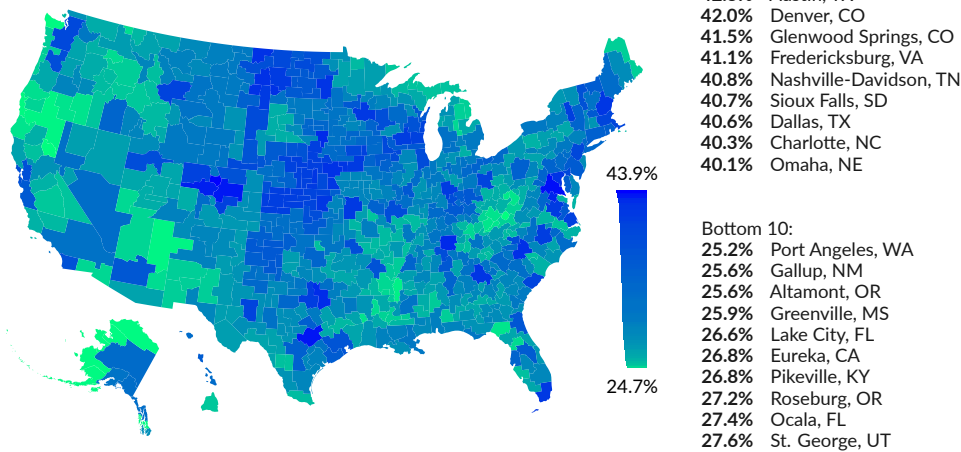 42.0% Denver, CO
41.5% Glenwood Springs, CO
41.1% Fredericksburg, VA
40.8% Nashville-Davidson, TN
40.7% Sioux Falls, SD
40.6% Dallas, TX
40.3% Charlotte, NC
40.1% Omaha, NE
43.9%
24.7%
Bottom 10:
25.2% Port Angeles, WA
25.6% Gallup, NM
25.6% Altamont, OR
25.9% Greenville, MS
26.6% Lake City, FL
26.8% Eureka, CA
26.8% Pikeville, KY
27.2% Roseburg, OR
27.4% Ocala, FL
27.6% St. George, UT